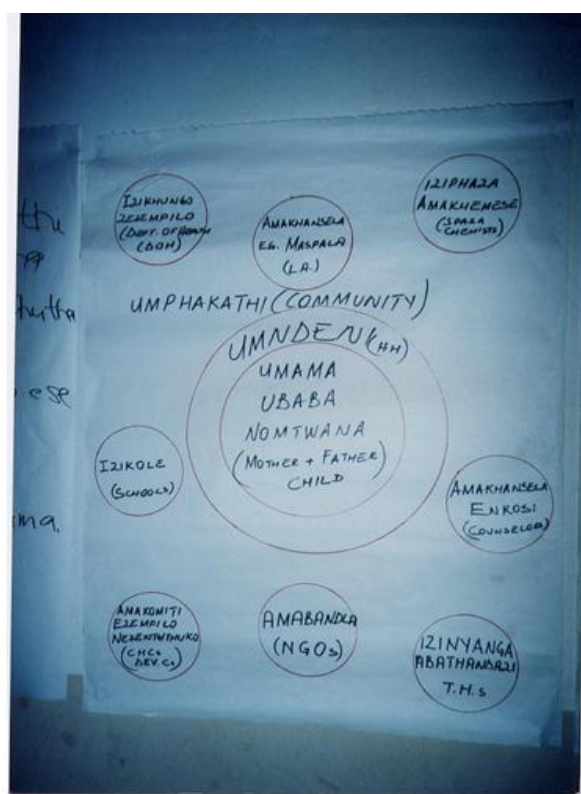 IZIKHUNGO
ZEZEMPILO
(DEPT. OF HEALTH
(DOH)
AMAKHANSELA
EG. MASPALA
(L.A.)
IZIPHAZA
AMAKHEMESE
(SPAZA
CHEMISTS)
UMPHAKATHI (COMMUNITY)
UMNDENI (HH)
UMAMA
UBABA
NOMTWANA
(MOTHER + FATHER)
CHILD
IZIKOLE
(SCHOOLS)
AMAKHANSELA
ENKOSI
(COUNSELORS)
AMAKOMITI
EZEMPILO
NEZENTUTHUKO
(CHCs
DEV.Cs)
AMABANDLA
(NGOs)
IZINYANGA
ABATHANDAZI
T.H.s
ma.